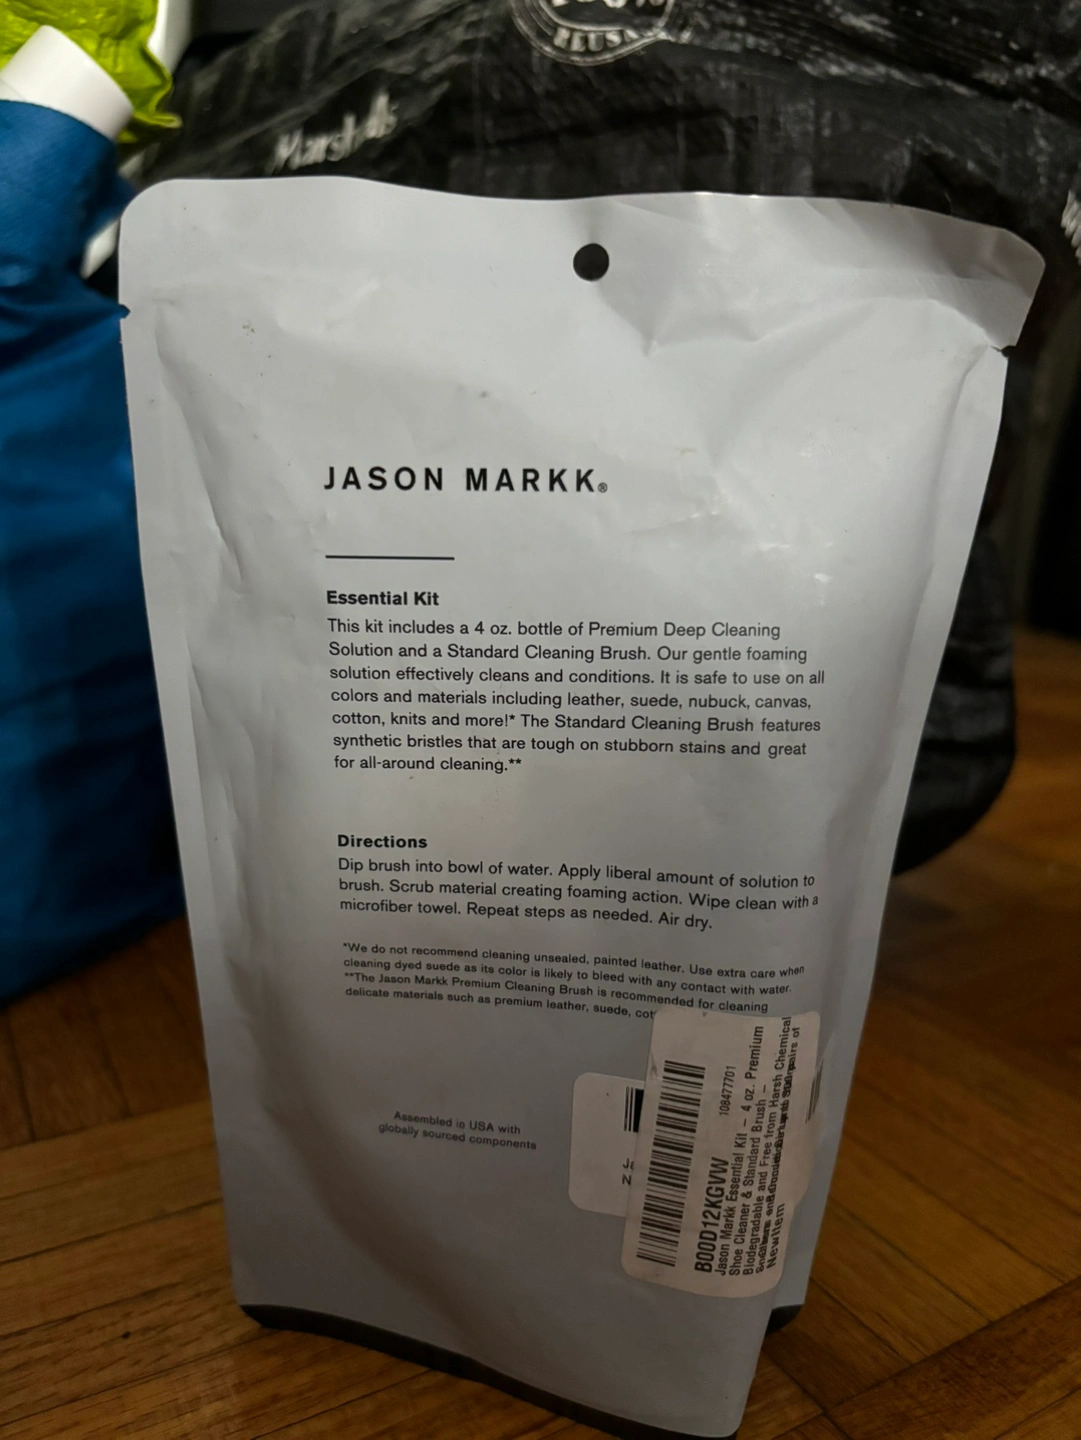 REUSA
Marshalls
JASON MARKK®
Essential Kit
This kit includes a 4 oz. bottle of Premium Deep Cleaning
Solution and a Standard Cleaning Brush. Our gentle foaming
solution effectively cleans and conditions. It is safe to use on all
colors and materials including leather, suede, nubuck, canvas,
cotton, knits and more!* The Standard Cleaning Brush features
synthetic bristles that are tough on stubborn stains and great
for all-around cleaning.**
Directions
Dip brush into bowl of water. Apply liberal amount of solution to
brush. Scrub material creating foaming action. Wipe clean with a
microfiber towel. Repeat steps as needed. Air dry.
*We do not recommend cleaning unsealed, painted leather. Use extra care when
cleaning dyed suede as its color is likely to bleed with any contact with water.
**The Jason Markk Premium Cleaning Brush is recommended for cleaning
delicate materials such as premium leather, suede, cot
Assembled in USA with
globally sourced components
108477701
B00D12KGVW
Jason Markk Essential Kit – 4 oz. Premium
Shoe Cleaner & Standard Brush –
Biodegradable and Free from Harsh Chemical
pairs of
NewItem